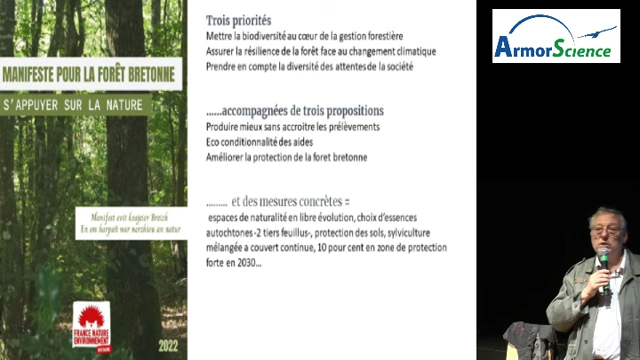 MANIFESTE POUR LA FORÊT BRETONNE
S'APPUYER SUR LA NATURE
Manifest evit koajoier Breizh
En em harpañ war nerzhioù an natur
FRANCE NATURE
ENVIRONNEMENT
2022
Trois priorités
Mettre la biodiversité au cœur de la gestion forestière
Assurer la résilience de la forêt face au changement climatique
Prendre en compte la diversité des attentes de la société
......accompagnées de trois propositions
Produire mieux sans accroitre les prélèvements
Eco conditionnalité des aides
Améliorer la protection de la foret bretonne
......... et des mesures concrètes =
espaces de naturalité en libre évolution, choix d'essences
autochtones -2 tiers feuillus-, protection des sols, sylviculture
mélangée a couvert continue, 10 pour cent en zone de protection
forte en 2030...
ARMORSCIENCE